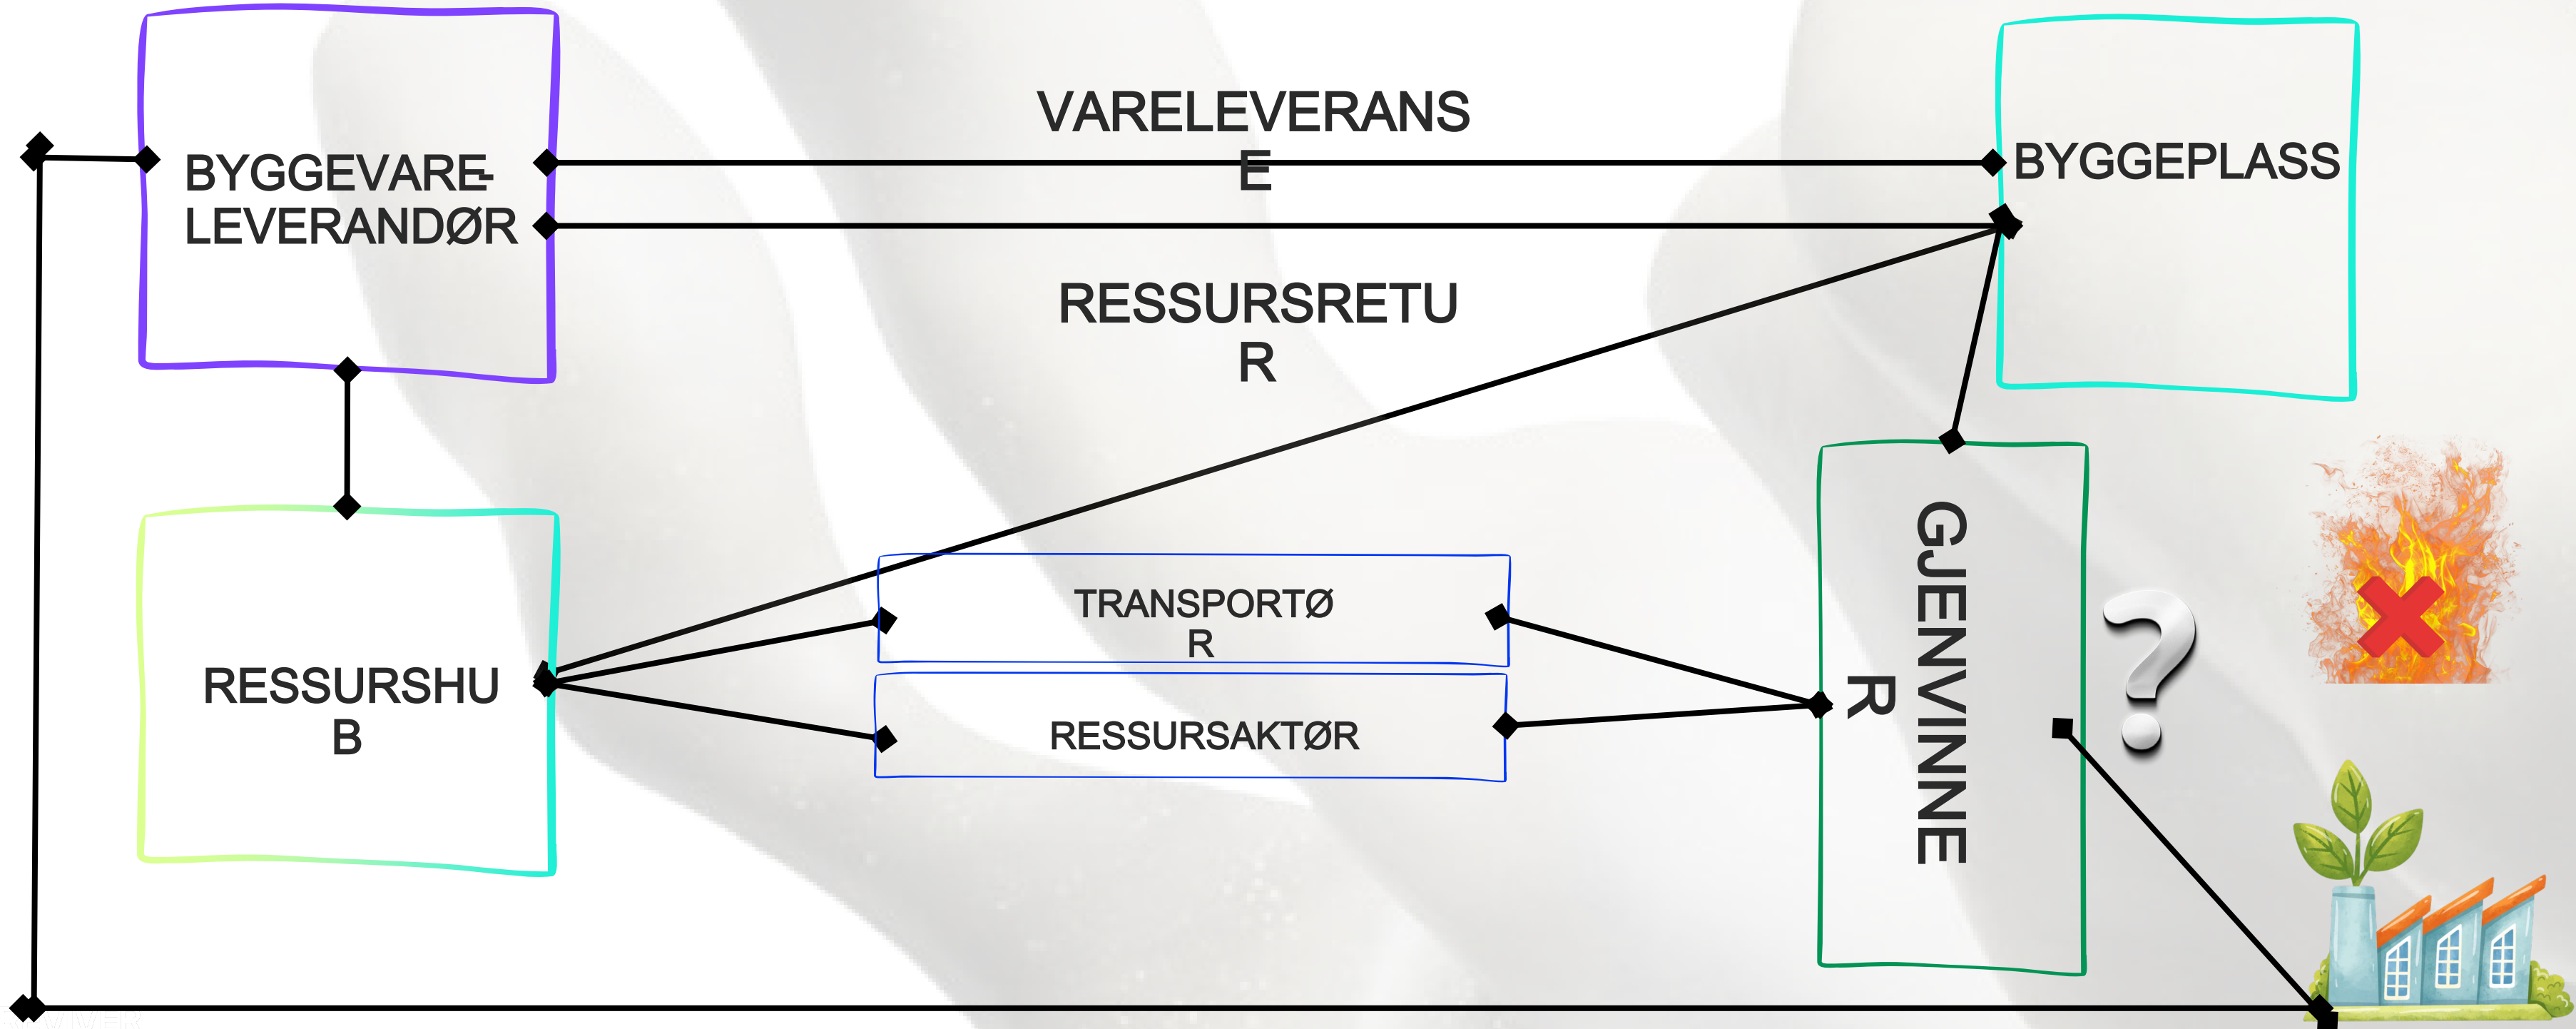 VARELEVERANS
E
BYGGEVARE-
LEVERANDØR
BYGGEPLASS
RESSURSRETU
R
TRANSPORTØ
R
RESSURSHU
B
RESSURSAKTØR
GJENVINNE
R
?